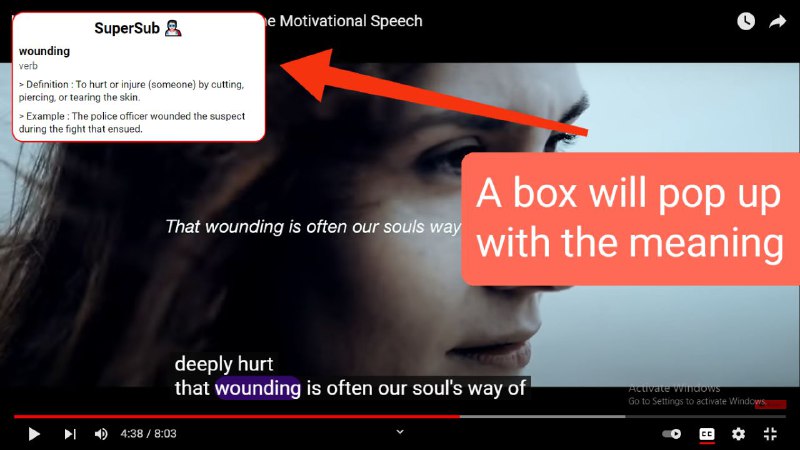 ne Motivational Speech
SuperSub
wounding
verb
> Definition : To hurt or injure (someone) by cutting,
piercing, or tearing the skin.
> Example : The police officer wounded the suspect
during the fight that ensued.
A box will pop up
with the meaning
That wounding is often our souls way
deeply hurt
that wounding is often our soul's way of
Activate Windows
Go to Settings to activate Windows.
4:38 / 8:03
CC